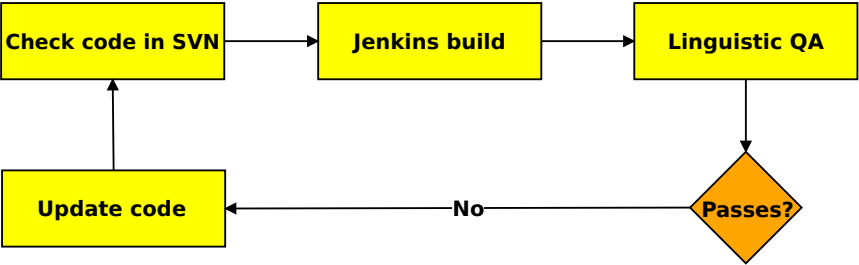 Check code in SVN
Jenkins build
Linguistic QA
Passes?
No
Update code